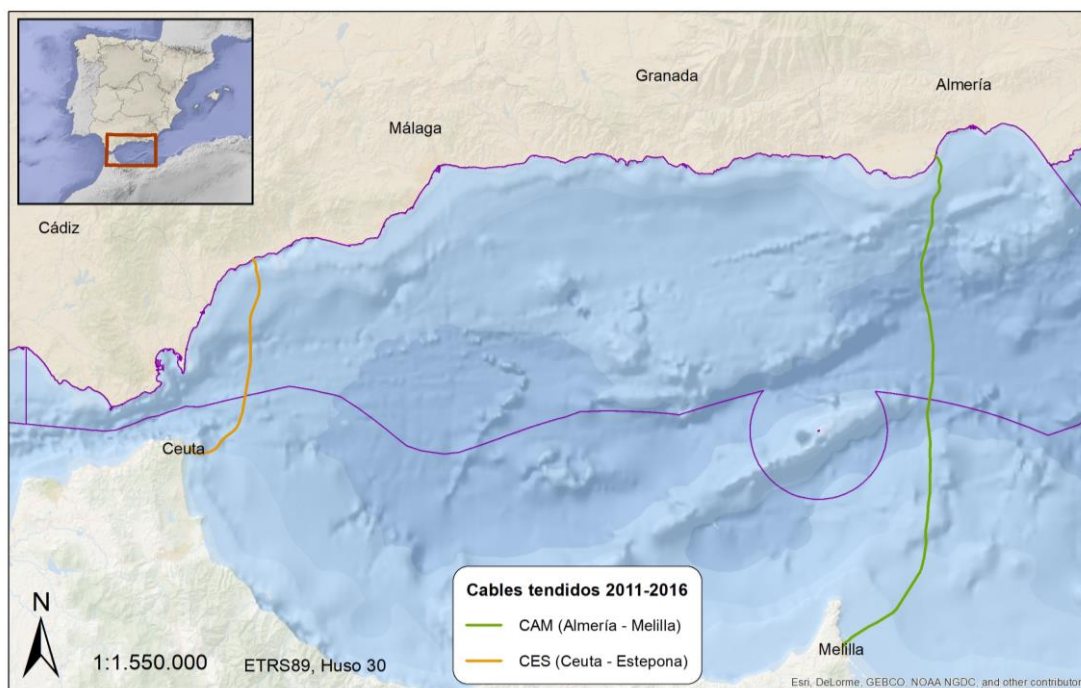 Granada
Almería
Málaga
Cádiz
Ceuta
Cables tendidos 2011-2016
CAM (Almería - Melilla)
CES (Ceuta - Estepona)
N
1:1.550.000
ETRS89, Huso 30
Melilla
Esri, DeLorme, GEBCO, NOAA NGDC, and other contributor